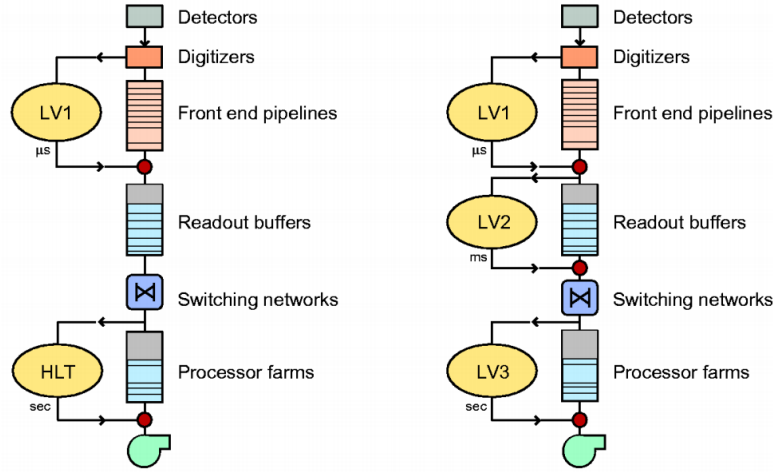 Detectors
Digitizers
LV1
Front end pipelines
μs
Readout buffers
Switching networks
HLT
Processor farms
sec
Detectors
Digitizers
LV1
Front end pipelines
μs
LV2
Readout buffers
ms
Switching networks
LV3
Processor farms
sec